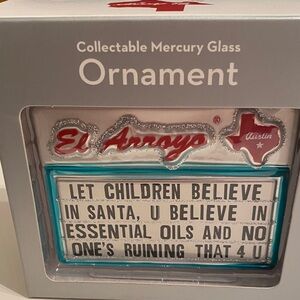 Collectable Mercury Glass
Ornament
El Arroyo ®
Austin
LET CHILDREN BELIEVE
IN SANTA, U BELIEVE IN
ESSENTIAL OILS AND NO
ONE'S RUINING THAT 4 U